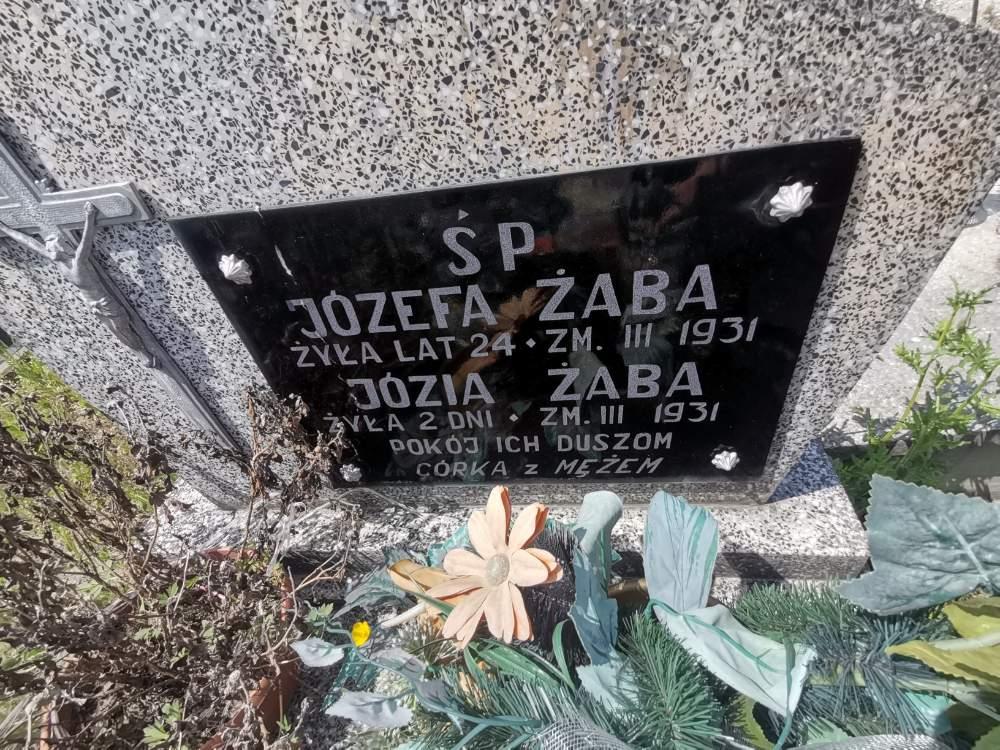 ŚP
JÓZEFA ŻABA
ŻYŁA LAT 24 • ZM. III 1931
JÓZIA ŻABA
ŻYŁA 2 DNI • ZM. III 1931
POKÓJ ICH DUSZOM
CÓRKA z MĘŻEM